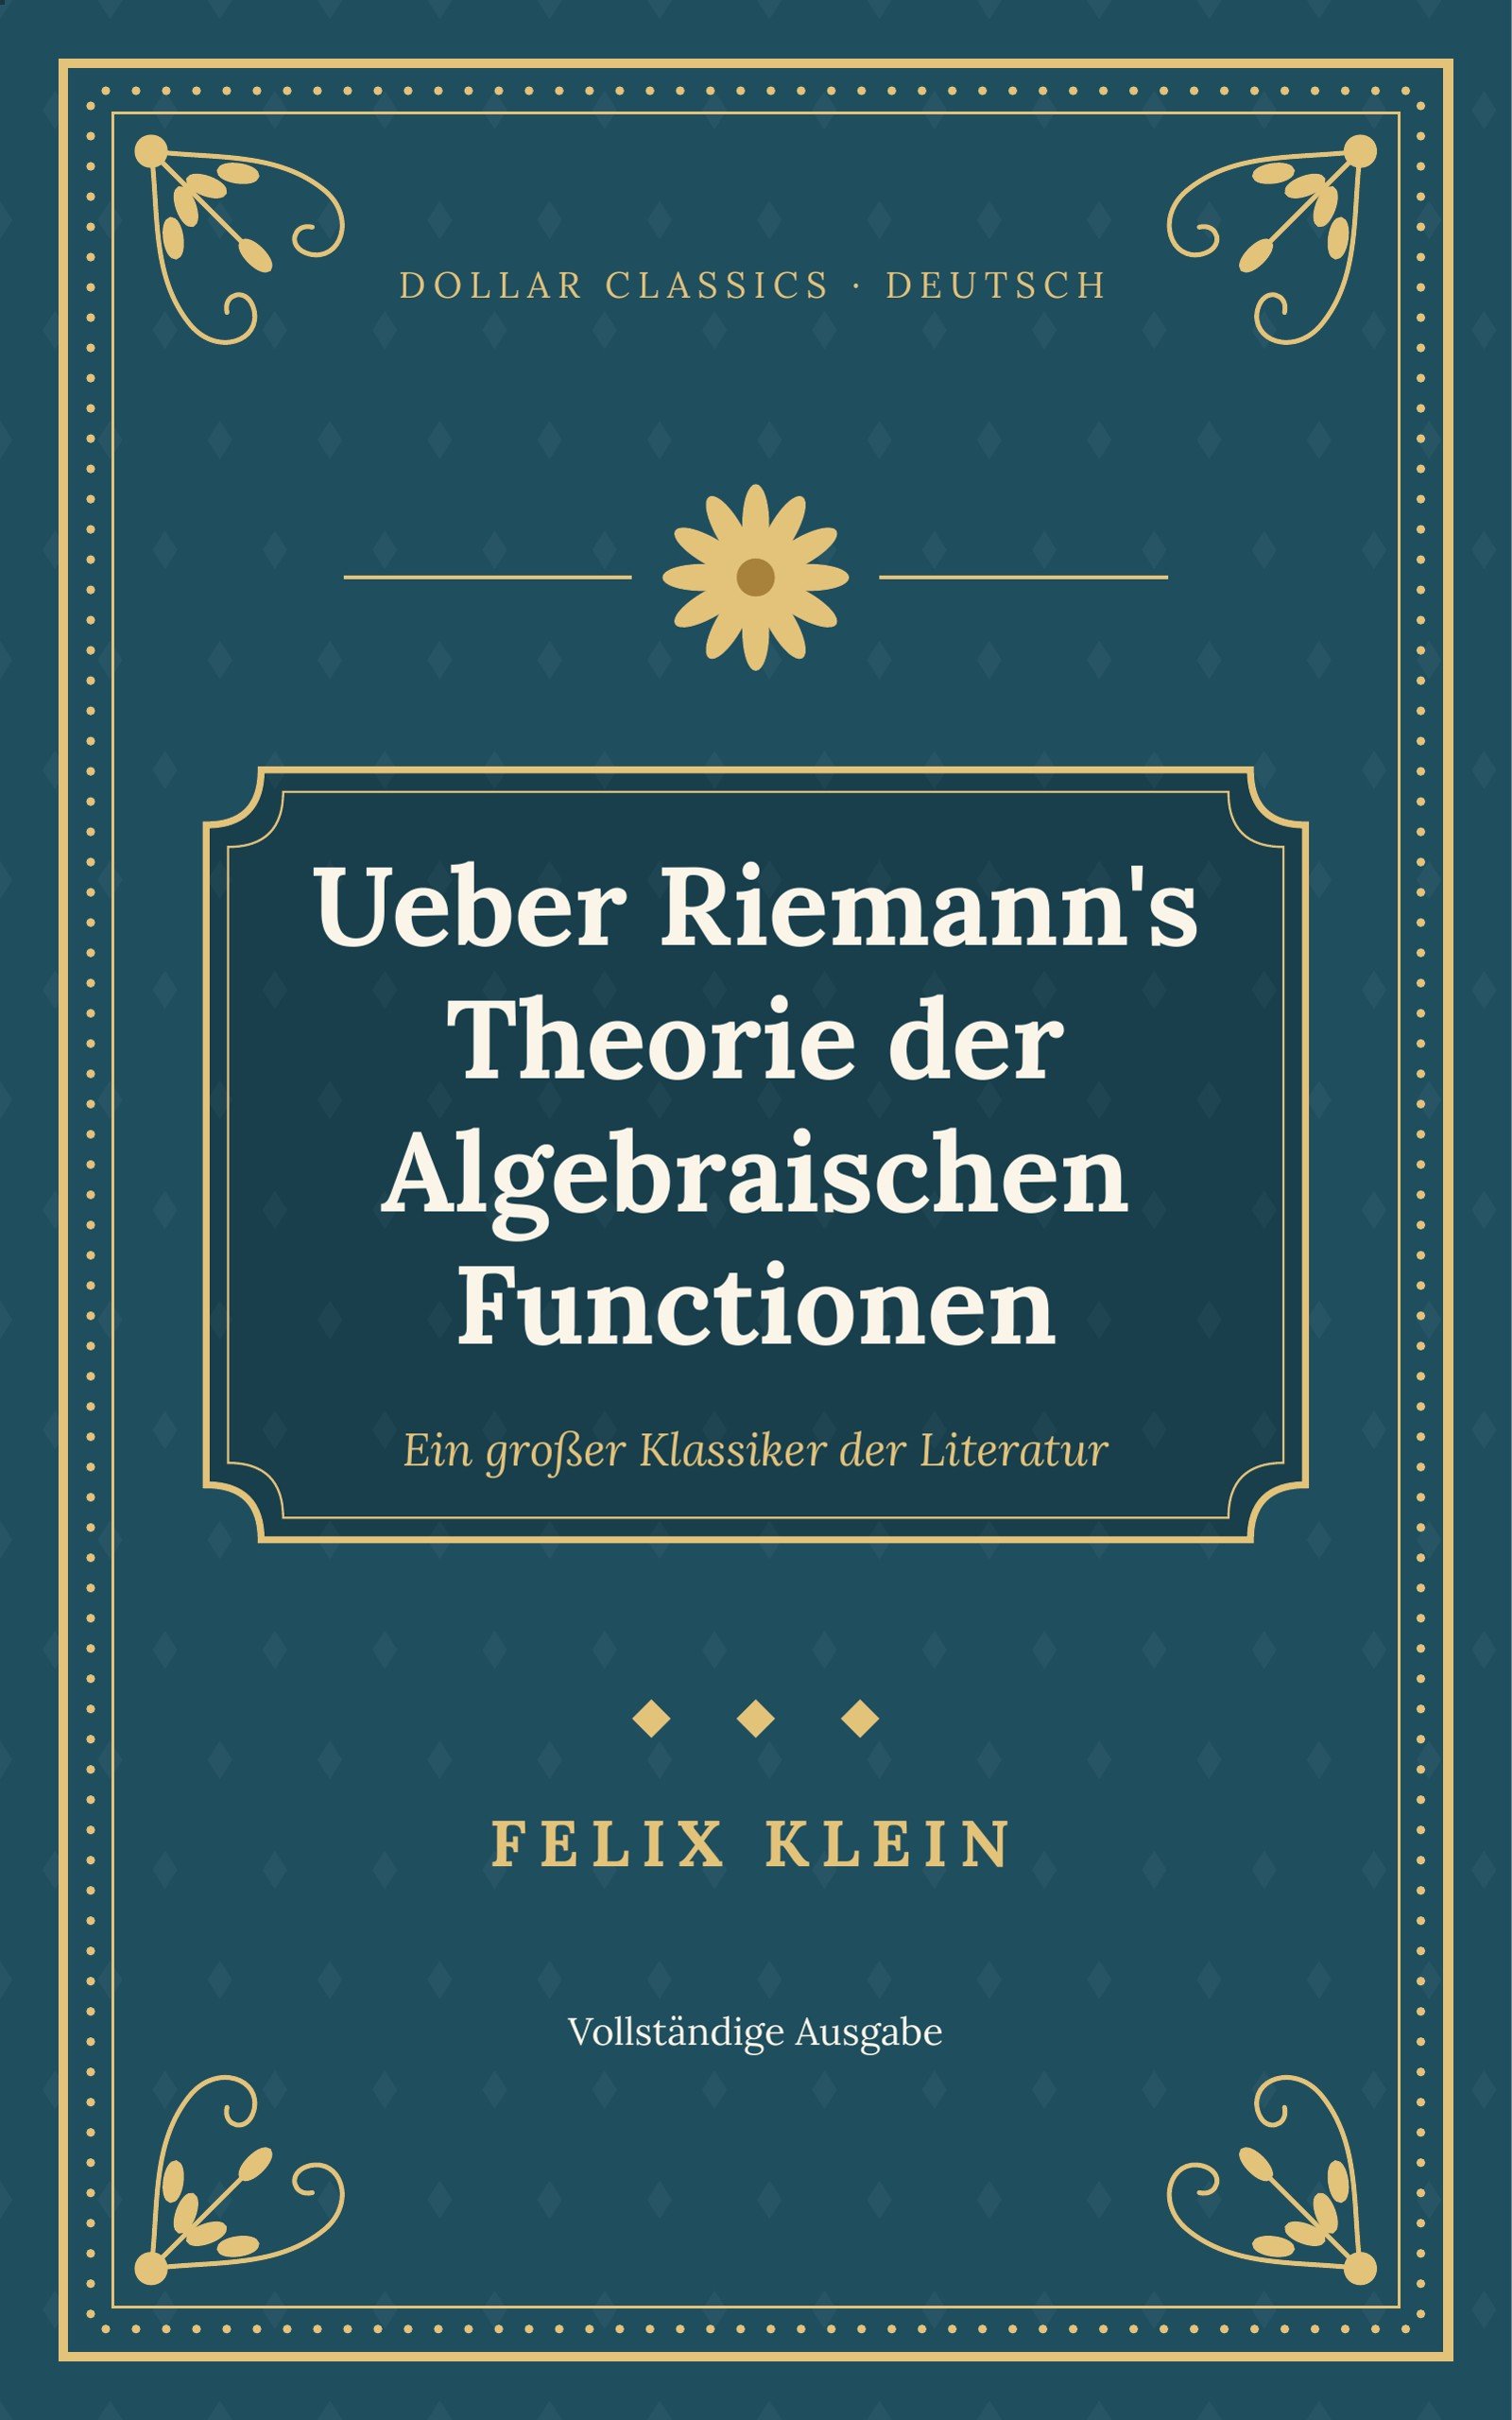 DOLLAR CLASSICS · DEUTSCH
Ueber Riemann's
Theorie der
Algebraischen
Functionen
Ein großer Klassiker der Literatur
FELIX KLEIN
Vollständige Ausgabe